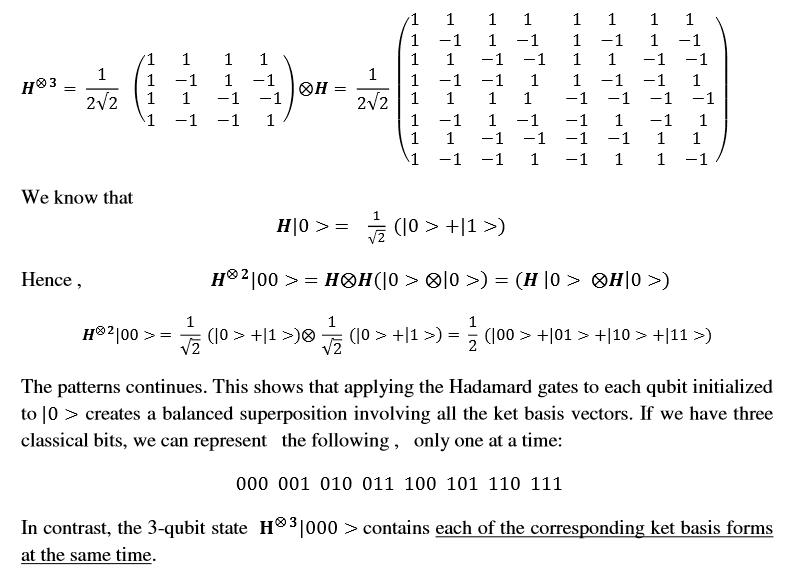 H⊗3 = 1/2√2 (1 1 1 1 / 1 −1 1 −1 / 1 1 −1 −1 / 1 −1 −1 1) ⊗H = 1/2√2
1 1 1 1 1 1 1 1
1 −1 1 −1 1 −1 1 −1
1 1 −1 −1 1 1 −1 −1
1 −1 −1 1 1 −1 −1 1
1 1 1 1 −1 −1 −1 −1
1 −1 1 −1 −1 1 −1 1
1 1 −1 −1 −1 −1 1 1
1 −1 −1 1 −1 1 1 −1
We know that
H|0 > = 1/√2 (|0 > +|1 >)
Hence , H⊗2|00 > = H⊗H(|0 > ⊗|0 >) = (H |0 > ⊗H|0 >)
H⊗2|00 > = 1/√2 (|0 > +|1 >)⊗ 1/√2 (|0 > +|1 >) = 1/2 (|00 > +|01 > +|10 > +|11 >)
The patterns continues. This shows that applying the Hadamard gates to each qubit initialized
to |0 > creates a balanced superposition involving all the ket basis vectors. If we have three
classical bits, we can represent the following , only one at a time:
000 001 010 011 100 101 110 111
In contrast, the 3-qubit state H⊗3|000 > contains each of the corresponding ket basis forms
at the same time.